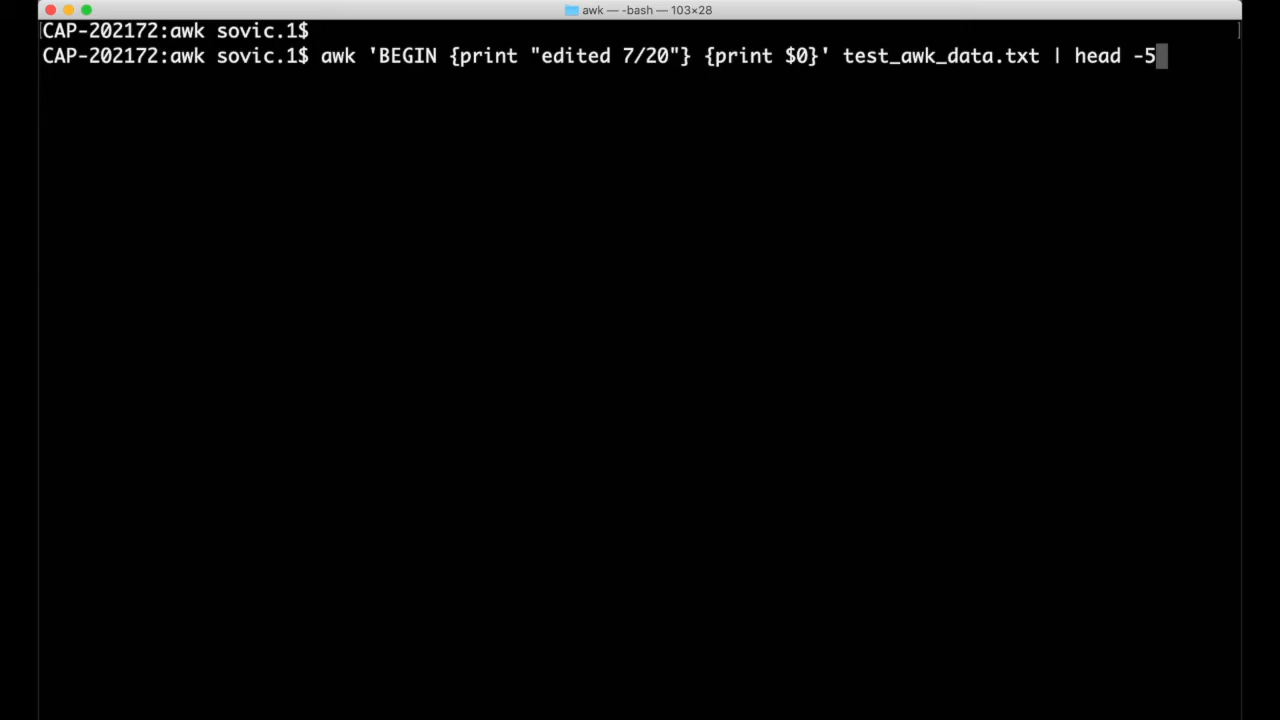 awk — -bash — 103×28
CAP-202172:awk sovic.1$
CAP-202172:awk sovic.1$ awk 'BEGIN {print "edited 7/20"} {print $0}' test_awk_data.txt | head -5